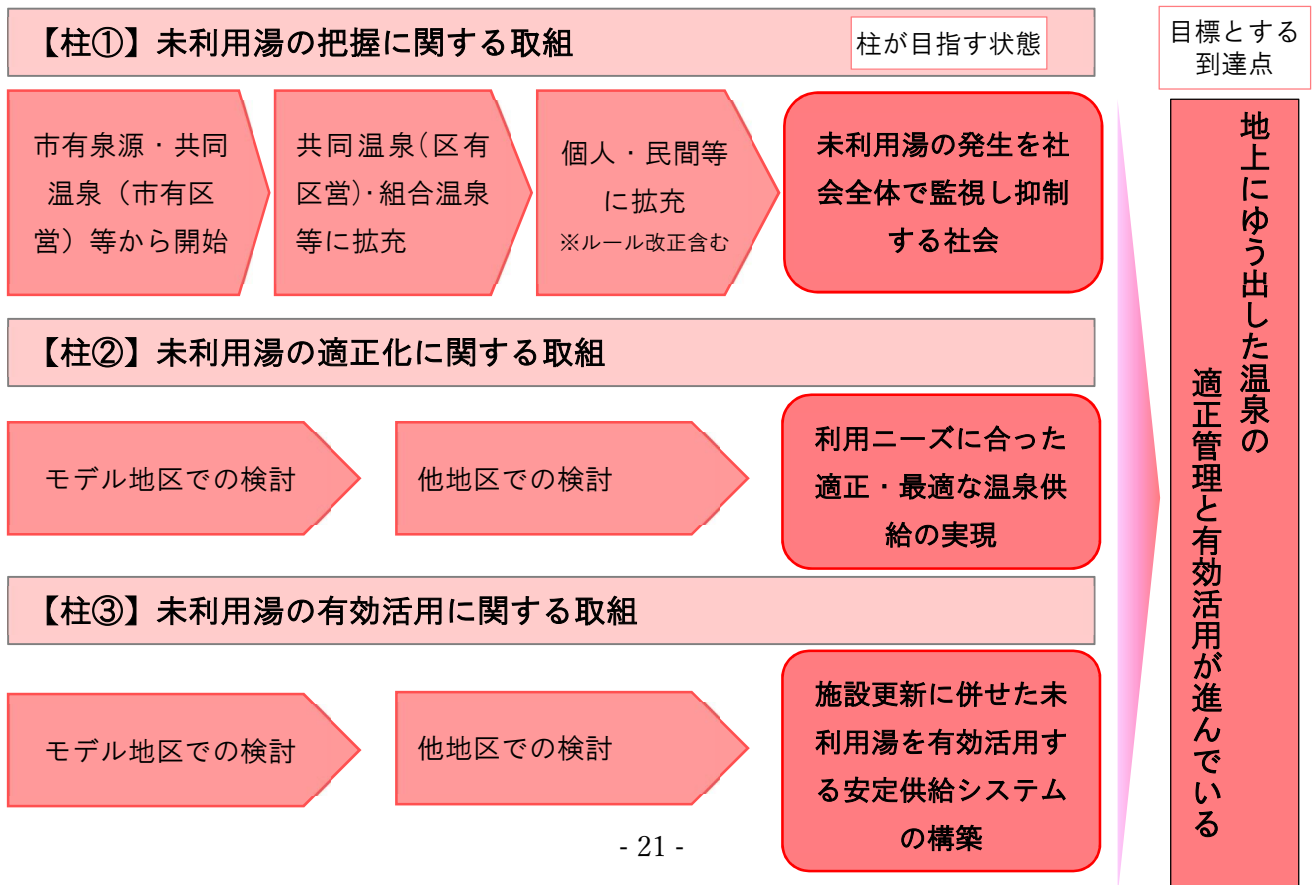 【柱①】未利用湯の把握に関する取組
柱が目指す状態
市有泉源・共同
温泉（市有区
営）等から開始
共同温泉(区有
区営)・組合温泉
等に拡充
個人・民間等
に拡充
※ルール改正含む
未利用湯の発生を社
会全体で監視し抑制
する社会
【柱②】未利用湯の適正化に関する取組
モデル地区での検討
他地区での検討
利用ニーズに合った
適正・最適な温泉供
給の実現
【柱③】未利用湯の有効活用に関する取組
モデル地区での検討
他地区での検討
施設更新に併せた未
利用湯を有効活用す
る安定供給システム
の構築
目標とする
到達点
地上にゆう出した温泉の
適正管理と有効活用が進んでいる
- 21 -